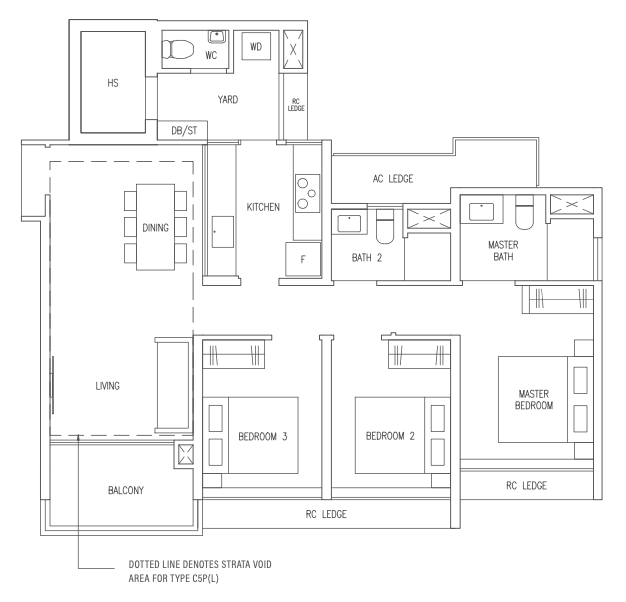 WC
WD
HS
YARD
RC
LEDGE
DB/ST
AC LEDGE
KITCHEN
DINING
MASTER
BATH
BATH 2
F
LIVING
MASTER
BEDROOM
BEDROOM 3
BEDROOM 2
BALCONY
RC LEDGE
RC LEDGE
DOTTED LINE DENOTES STRATA VOID
AREA FOR TYPE C5P(L)